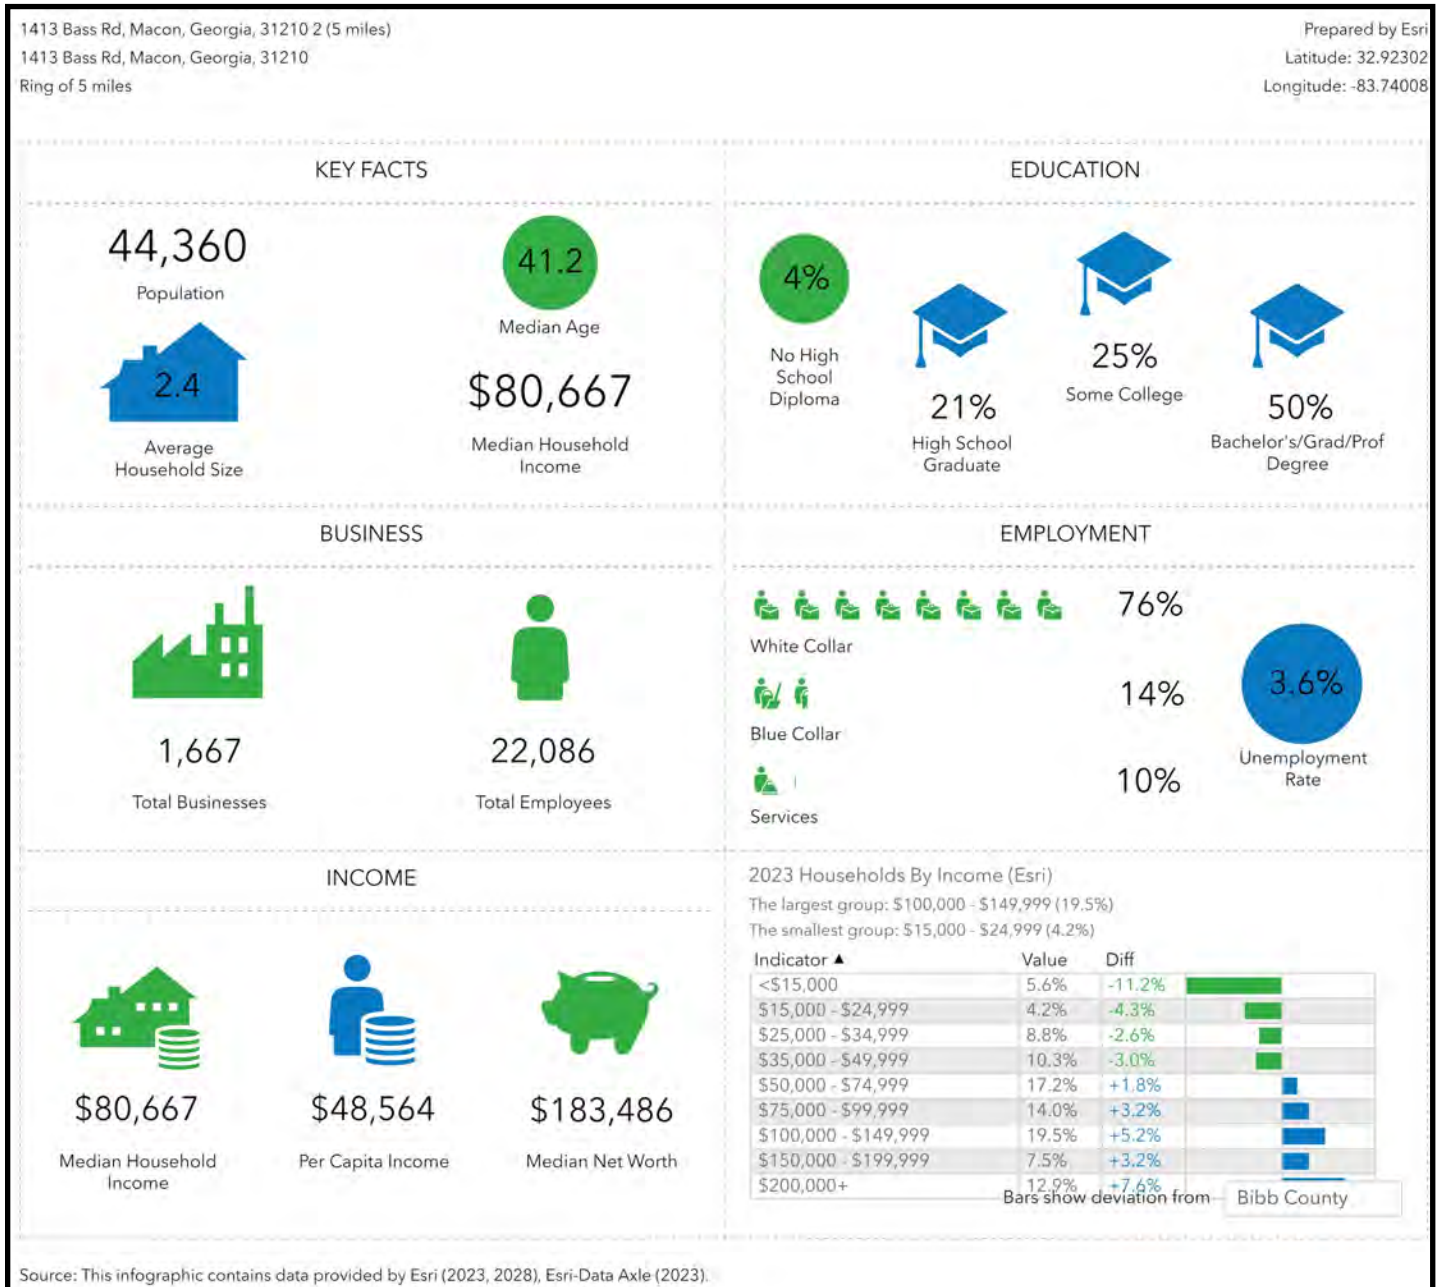 1413 Bass Rd, Macon, Georgia, 31210 2 (5 miles)
1413 Bass Rd, Macon, Georgia, 31210
Ring of 5 miles
Prepared by Esri
Latitude: 32.92302
Longitude: -83.74008
KEY FACTS
44,360
Population
41.2
Median Age
2.4
Average
Household Size
$80,667
Median Household
Income
EDUCATION
4%
No High
School
Diploma
21%
High School
Graduate
25%
Some College
50%
Bachelor's/Grad/Prof
Degree
BUSINESS
1,667
Total Businesses
22,086
Total Employees
EMPLOYMENT
76%
White Collar
14%
Blue Collar
10%
Services
3.6%
Unemployment
Rate
INCOME
$80,667
Median Household
Income
$48,564
Per Capita Income
$183,486
Median Net Worth
2023 Households By Income (Esri)
The largest group: $100,000 - $149,999 (19.5%)
The smallest group: $15,000 - $24,999 (4.2%)
Indicator ▲ Value Diff
<$15,000 5.6% -11.2%
$15,000 - $24,999 4.2% -4.3%
$25,000 - $34,999 8.8% -2.6%
$35,000 - $49,999 10.3% -3.0%
$50,000 - $74,999 17.2% +1.8%
$75,000 - $99,999 14.0% +3.2%
$100,000 - $149,999 19.5% +5.2%
$150,000 - $199,999 7.5% +3.2%
$200,000+ 12.9% +7.6%
Bars show deviation from Bibb County
Source: This infographic contains data provided by Esri (2023, 2028), Esri-Data Axle (2023).